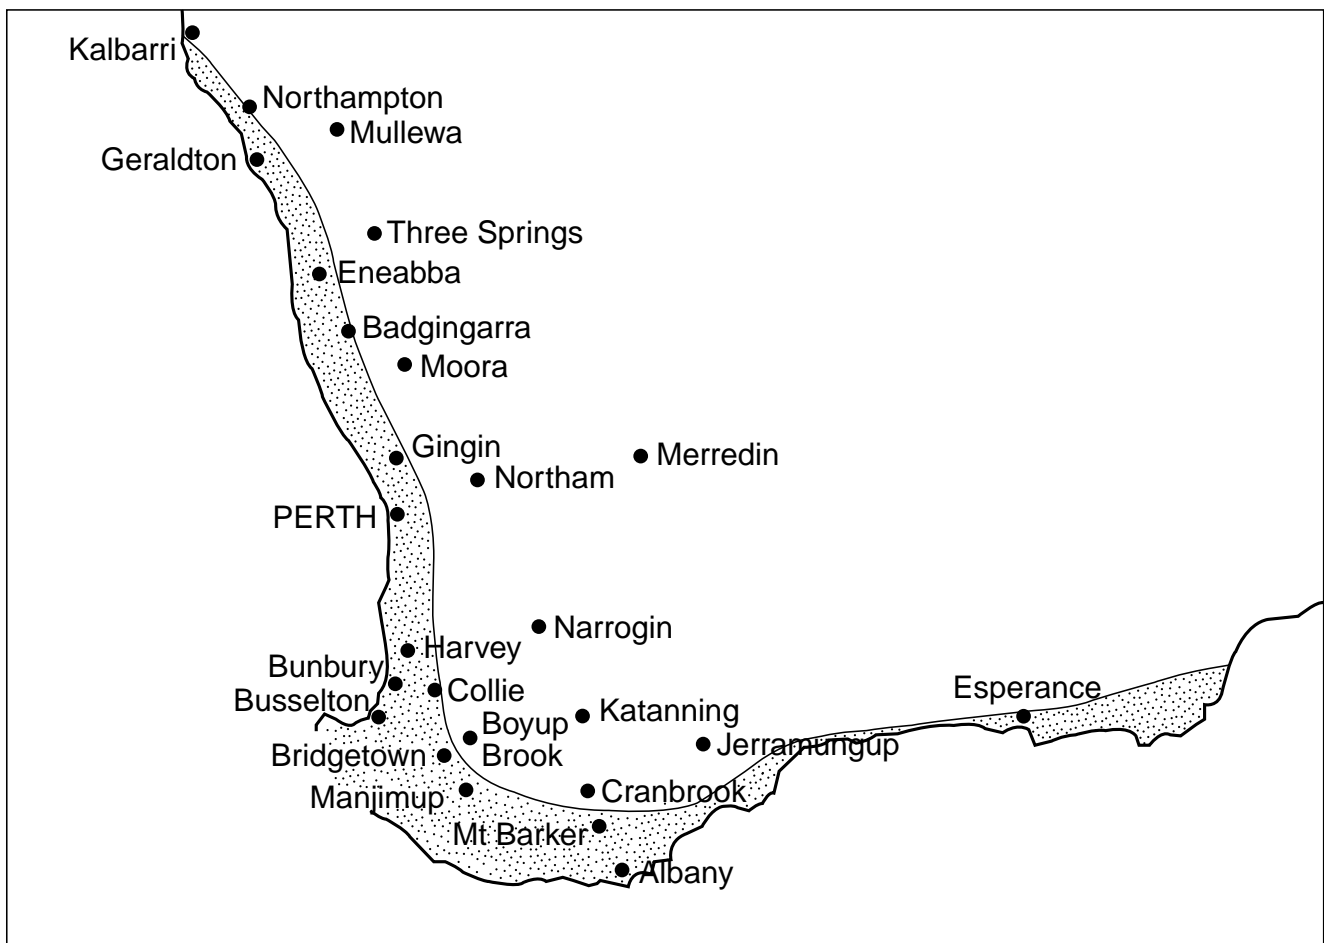 Kalbarri
Northampton
Mullewa
Geraldton
Three Springs
Eneabba
Badgingarra
Moora
Gingin
Merredin
Northam
PERTH
Narrogin
Harvey
Bunbury
Collie
Busselton
Esperance
Katanning
Boyup
Brook
Jerramungup
Bridgetown
Manjimup
Cranbrook
Mt Barker
Albany